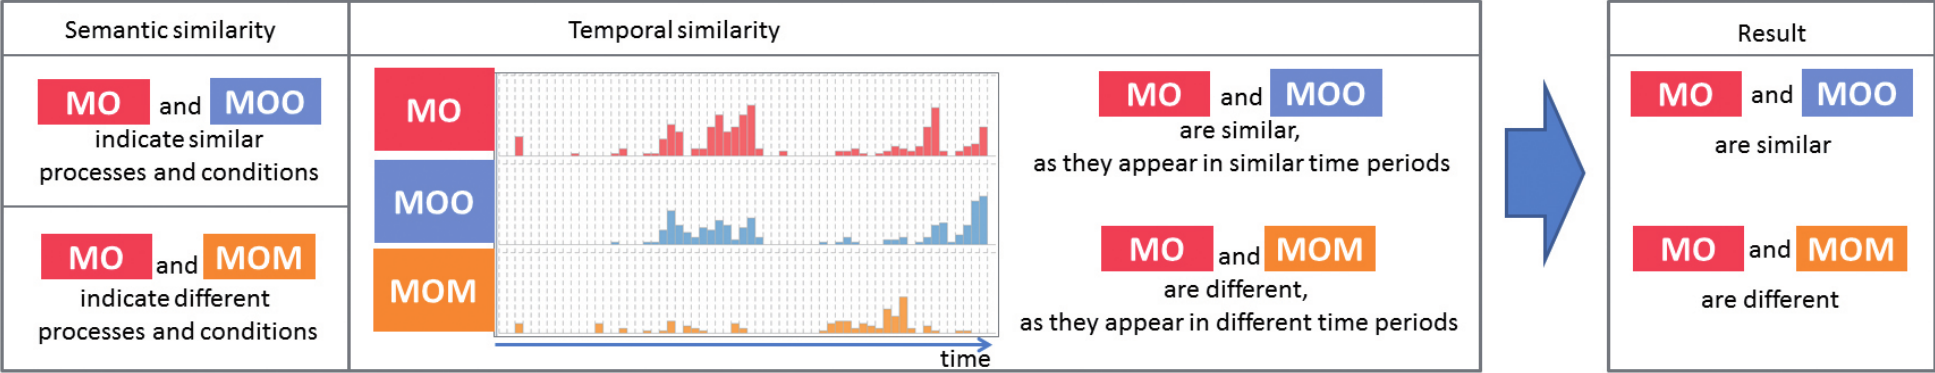 Semantic similarity
MO and MOO
indicate similar
processes and conditions
MO and MOM
indicate different
processes and conditions
Temporal similarity
MO
MOO
MOM
time
MO and MOO
are similar,
as they appear in similar time periods
MO and MOM
are different,
as they appear in different time periods
Result
MO and MOO
are similar
MO and MOM
are different